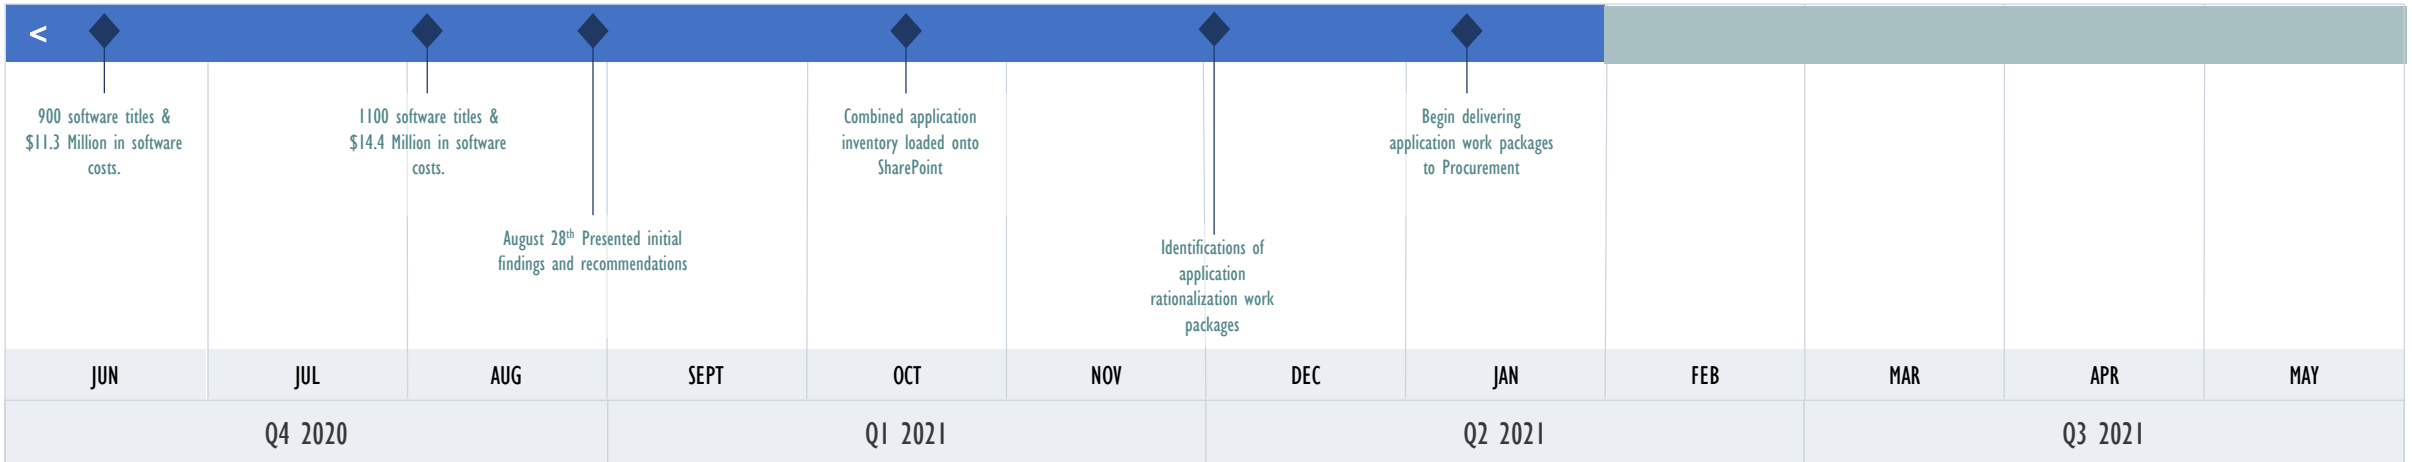 <
900 software titles &
$11.3 Million in software
costs.
1100 software titles &
$14.4 Million in software
costs.
August 28th Presented initial
findings and recommendations
Combined application
inventory loaded onto
SharePoint
Identifications of
application
rationalization work
packages
Begin delivering
application work packages
to Procurement
JUN JUL AUG SEPT OCT NOV DEC JAN FEB MAR APR MAY
Q4 2020 Q1 2021 Q2 2021 Q3 2021